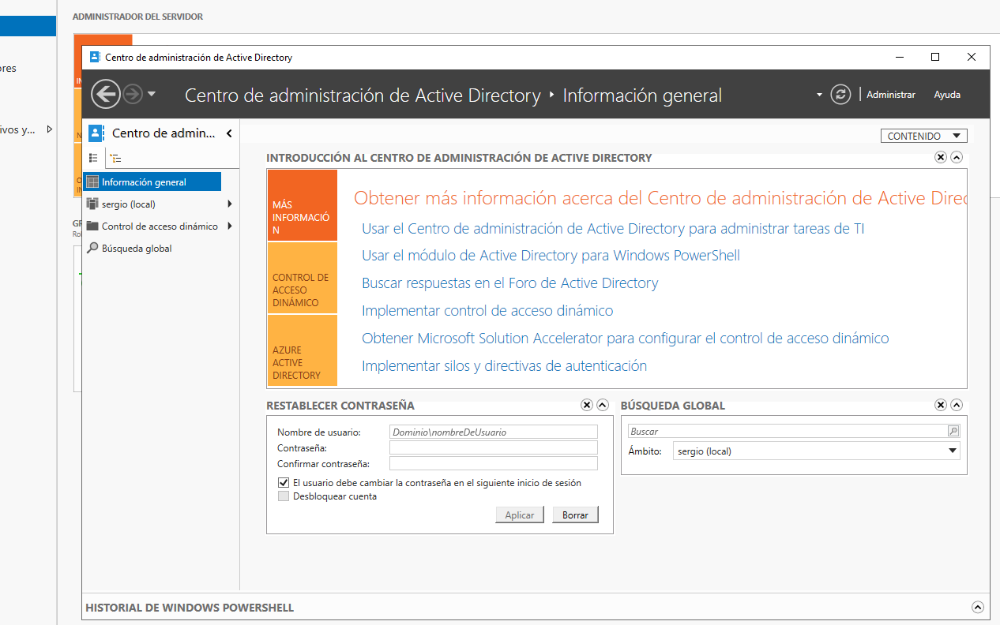 ADMINISTRADOR DEL SERVIDOR
Centro de administración de Active Directory
ores
Centro de administración de Active Directory ‣ Información general
Administrar
Ayuda
ivos y...
Centro de admin...
CONTENIDO
INTRODUCCIÓN AL CENTRO DE ADMINISTRACIÓN DE ACTIVE DIRECTORY
Información general
sergio (local)
Control de acceso dinámico
Búsqueda global
MÁS
INFORMACIÓ
N
CONTROL DE
ACCESO
DINÁMICO
AZURE
ACTIVE
DIRECTORY
Obtener más información acerca del Centro de administración de Active Direc
Usar el Centro de administración de Active Directory para administrar tareas de TI
Usar el módulo de Active Directory para Windows PowerShell
Buscar respuestas en el Foro de Active Directory
Implementar control de acceso dinámico
Obtener Microsoft Solution Accelerator para configurar el control de acceso dinámico
Implementar silos y directivas de autenticación
RESTABLECER CONTRASEÑA
Nombre de usuario:
Dominio\nombreDeUsuario
Contraseña:
Confirmar contraseña:
El usuario debe cambiar la contraseña en el siguiente inicio de sesión
Desbloquear cuenta
Aplicar
Borrar
BÚSQUEDA GLOBAL
Buscar
Ámbito:
sergio (local)
HISTORIAL DE WINDOWS POWERSHELL